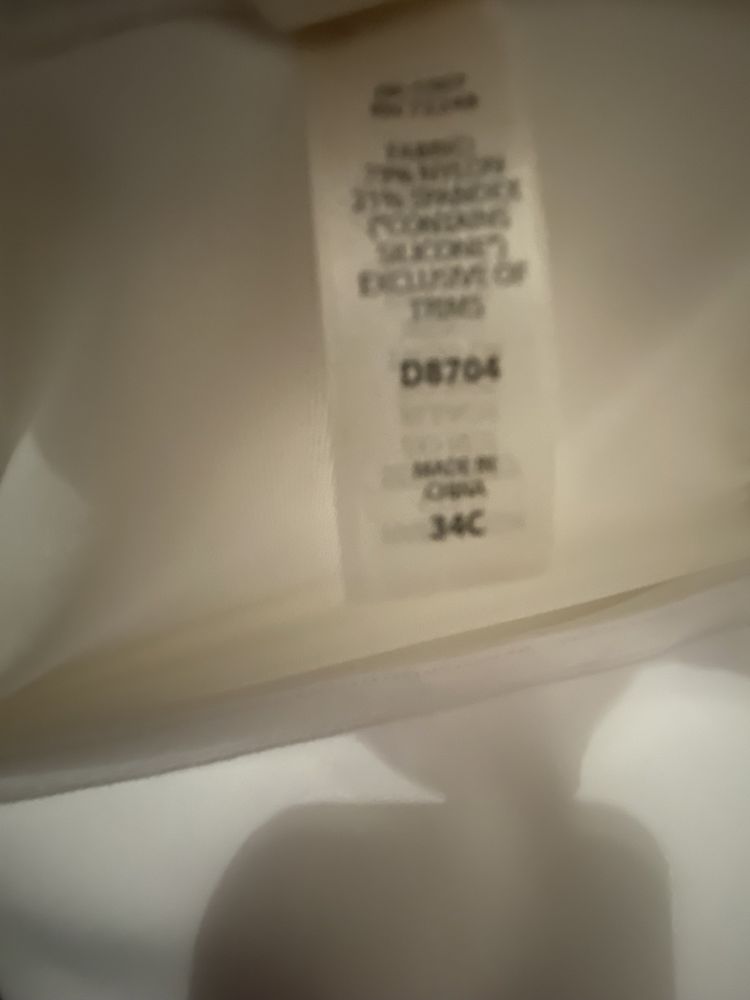 FABRIC:
79% NYLON
21% SPANDEX
("CONTAINS
SILICONE")
EXCLUSIVE OF
TRIMS
D8704
MADE IN
CHINA
34C